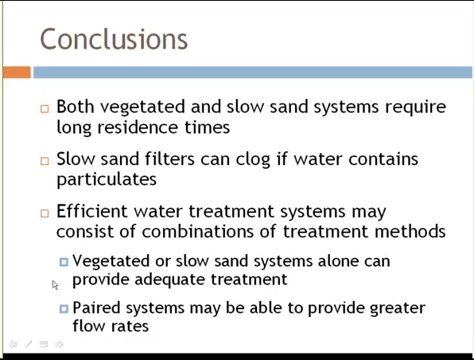 Conclusions
Both vegetated and slow sand systems require
long residence times
Slow sand filters can clog if water contains
particulates
Efficient water treatment systems may
consist of combinations of treatment methods
Vegetated or slow sand systems alone can
provide adequate treatment
Paired systems may be able to provide greater
flow rates